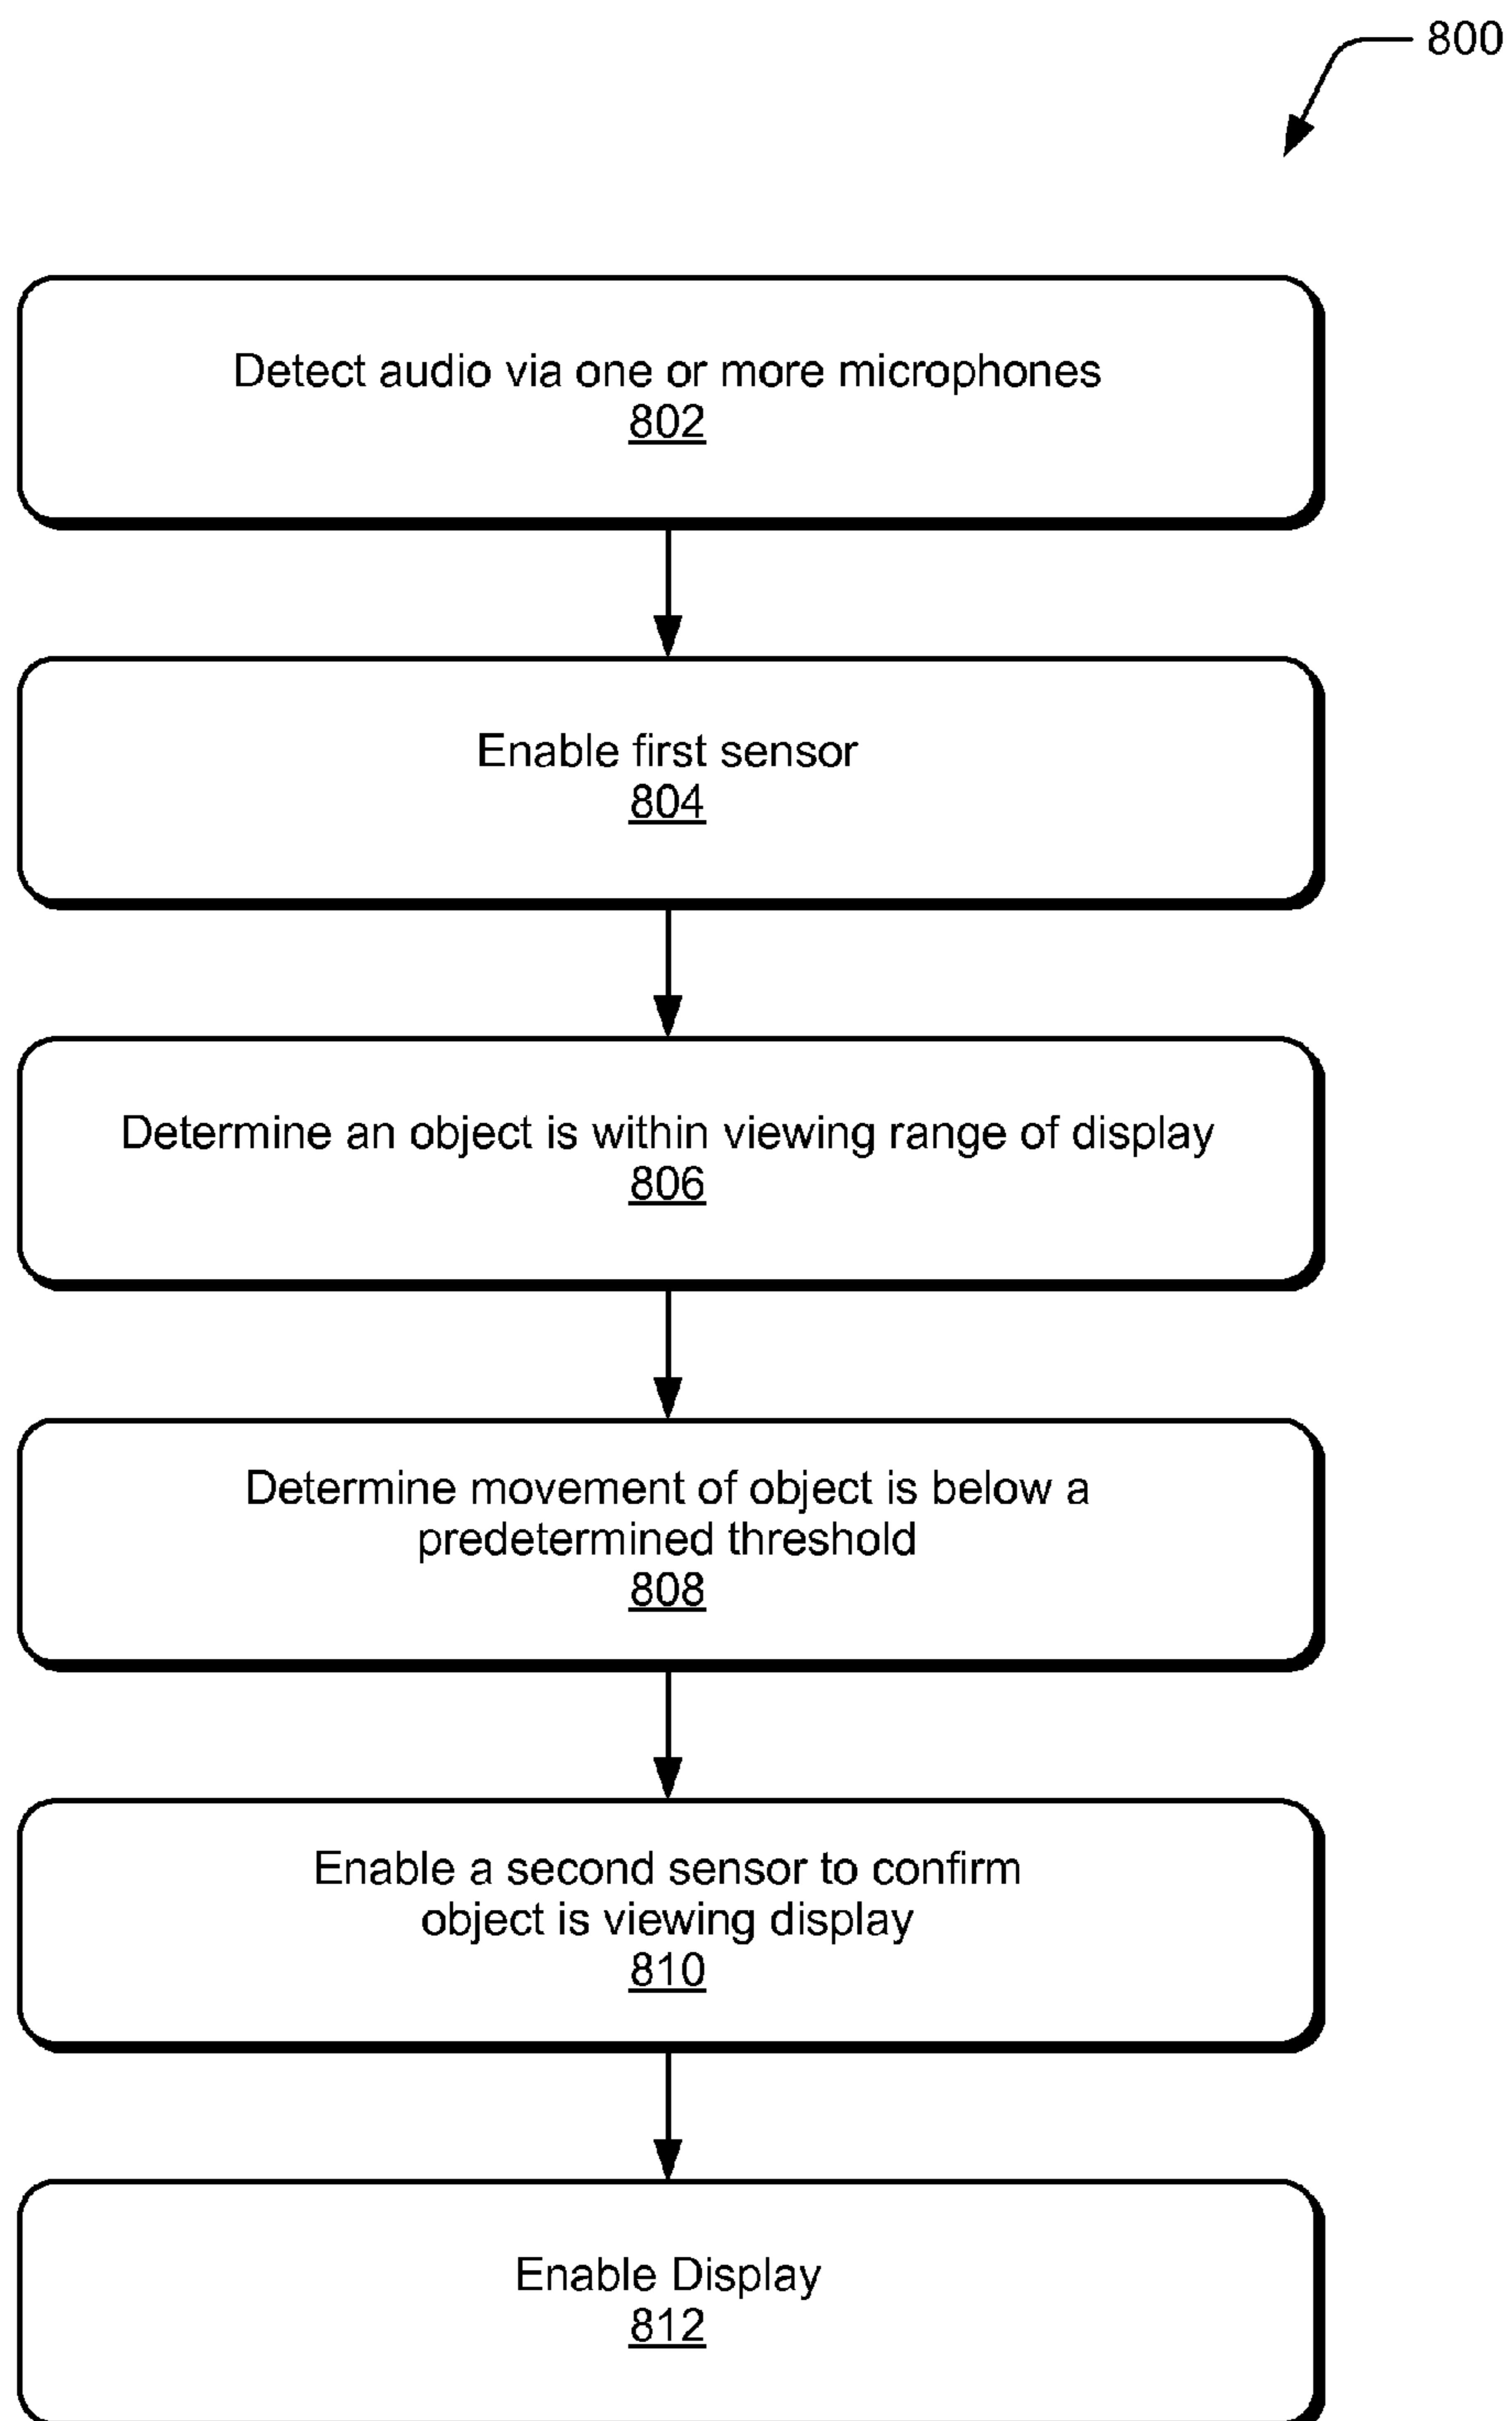 800
Detect audio via one or more microphones
802
Enable first sensor
804
Determine an object is within viewing range of display
806
Determine movement of object is below a
predetermined threshold
808
Enable a second sensor to confirm
object is viewing display
810
Enable Display
812